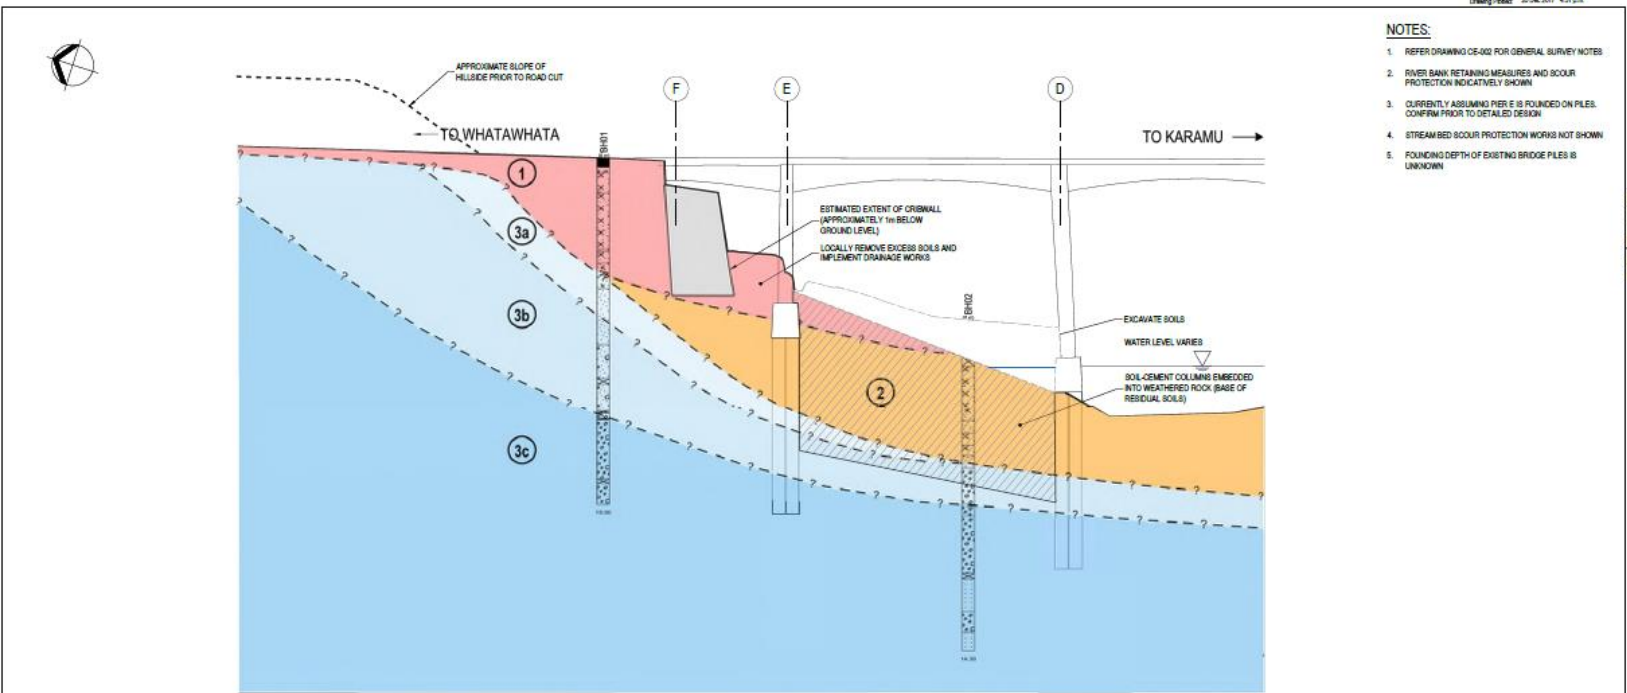 NOTES:
1. REFER DRAWING CE-002 FOR GENERAL SURVEY NOTES
2. RIVER BANK RETAINING MEASURES AND SCOUR
PROTECTION INDICATIVELY SHOWN
3. CURRENTLY ASSUMING PIER E IS FOUNDED ON PILES.
CONFIRM PRIOR TO DETAILED DESIGN
4. STREAM BED SCOUR PROTECTION WORKS NOT SHOWN
5. FOUNDING DEPTH OF EXISTING BRIDGE PILES IS
UNKNOWN
APPROXIMATE SLOPE OF
HILLSIDE PRIOR TO ROAD CUT
F
E
D
TO WHATAWHATA
TO KARAMU
BH01
1
ESTIMATED EXTENT OF CRIBWALL
(APPROXIMATELY 1m BELOW
GROUND LEVEL)
3a
LOCALLY REMOVE EXCESS SOILS AND
IMPLEMENT DRAINAGE WORKS
BH02
3b
EXCAVATE SOILS
WATER LEVEL VARIES
SOIL-CEMENT COLUMNS EMBEDDED
INTO WEATHERED ROCK (BASE OF
RESIDUAL SOILS)
2
3c